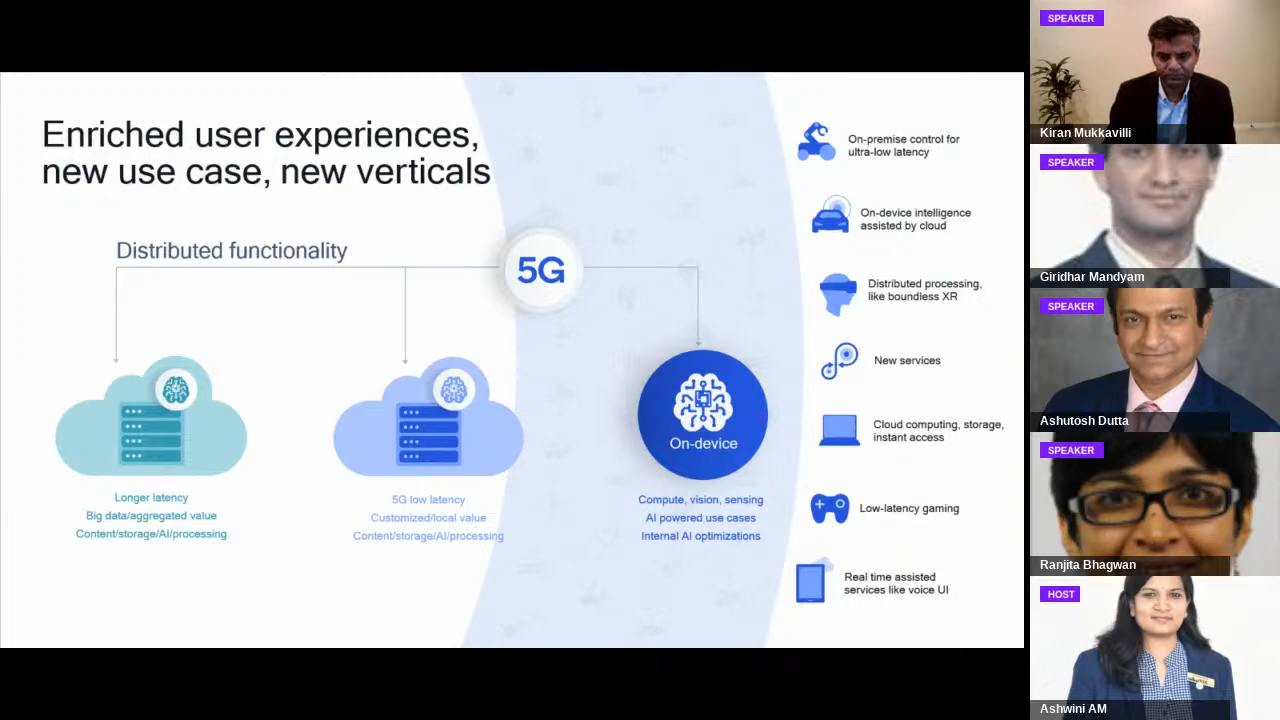 Enriched user experiences,
new use case, new verticals
Distributed functionality
5G
Longer latency
Big data/aggregated value
Content/storage/AI/processing
5G low latency
Customized/local value
Content/storage/AI/processing
On-device
Compute, vision, sensing
AI powered use cases
Internal AI optimizations
On-premise control for
ultra-low latency
On-device intelligence
assisted by cloud
Distributed processing,
like boundless XR
New services
Cloud computing, storage,
instant access
Low-latency gaming
Real time assisted
services like voice UI
SPEAKER
Kiran Mukkavilli
SPEAKER
Giridhar Mandyam
SPEAKER
Ashutosh Dutta
SPEAKER
Ranjita Bhagwan
HOST
Ashwini AM